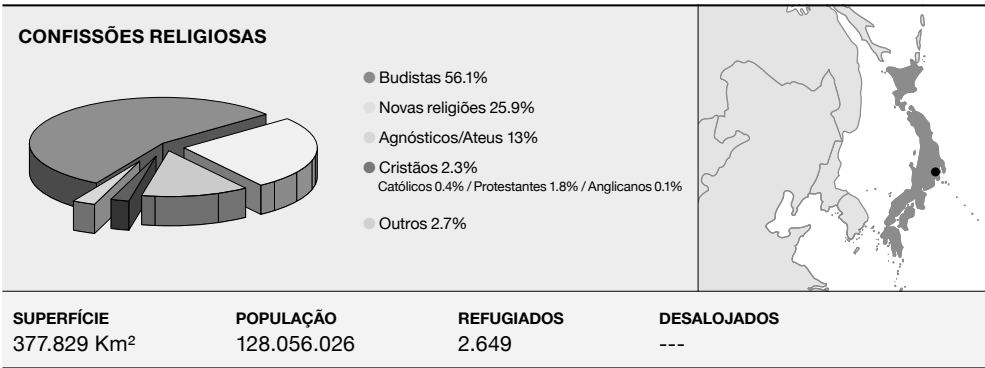 CONFISSÕES RELIGIOSAS
Budistas 56.1%
Novas religiões 25.9%
Agnósticos/Ateus 13%
Cristãos 2.3%
Católicos 0.4% / Protestantes 1.8% / Anglicanos 0.1%
Outros 2.7%
SUPERFÍCIE POPULAÇÃO REFUGIADOS DESALOJADOS
377.829 Km² 128.056.026 2.649 ---